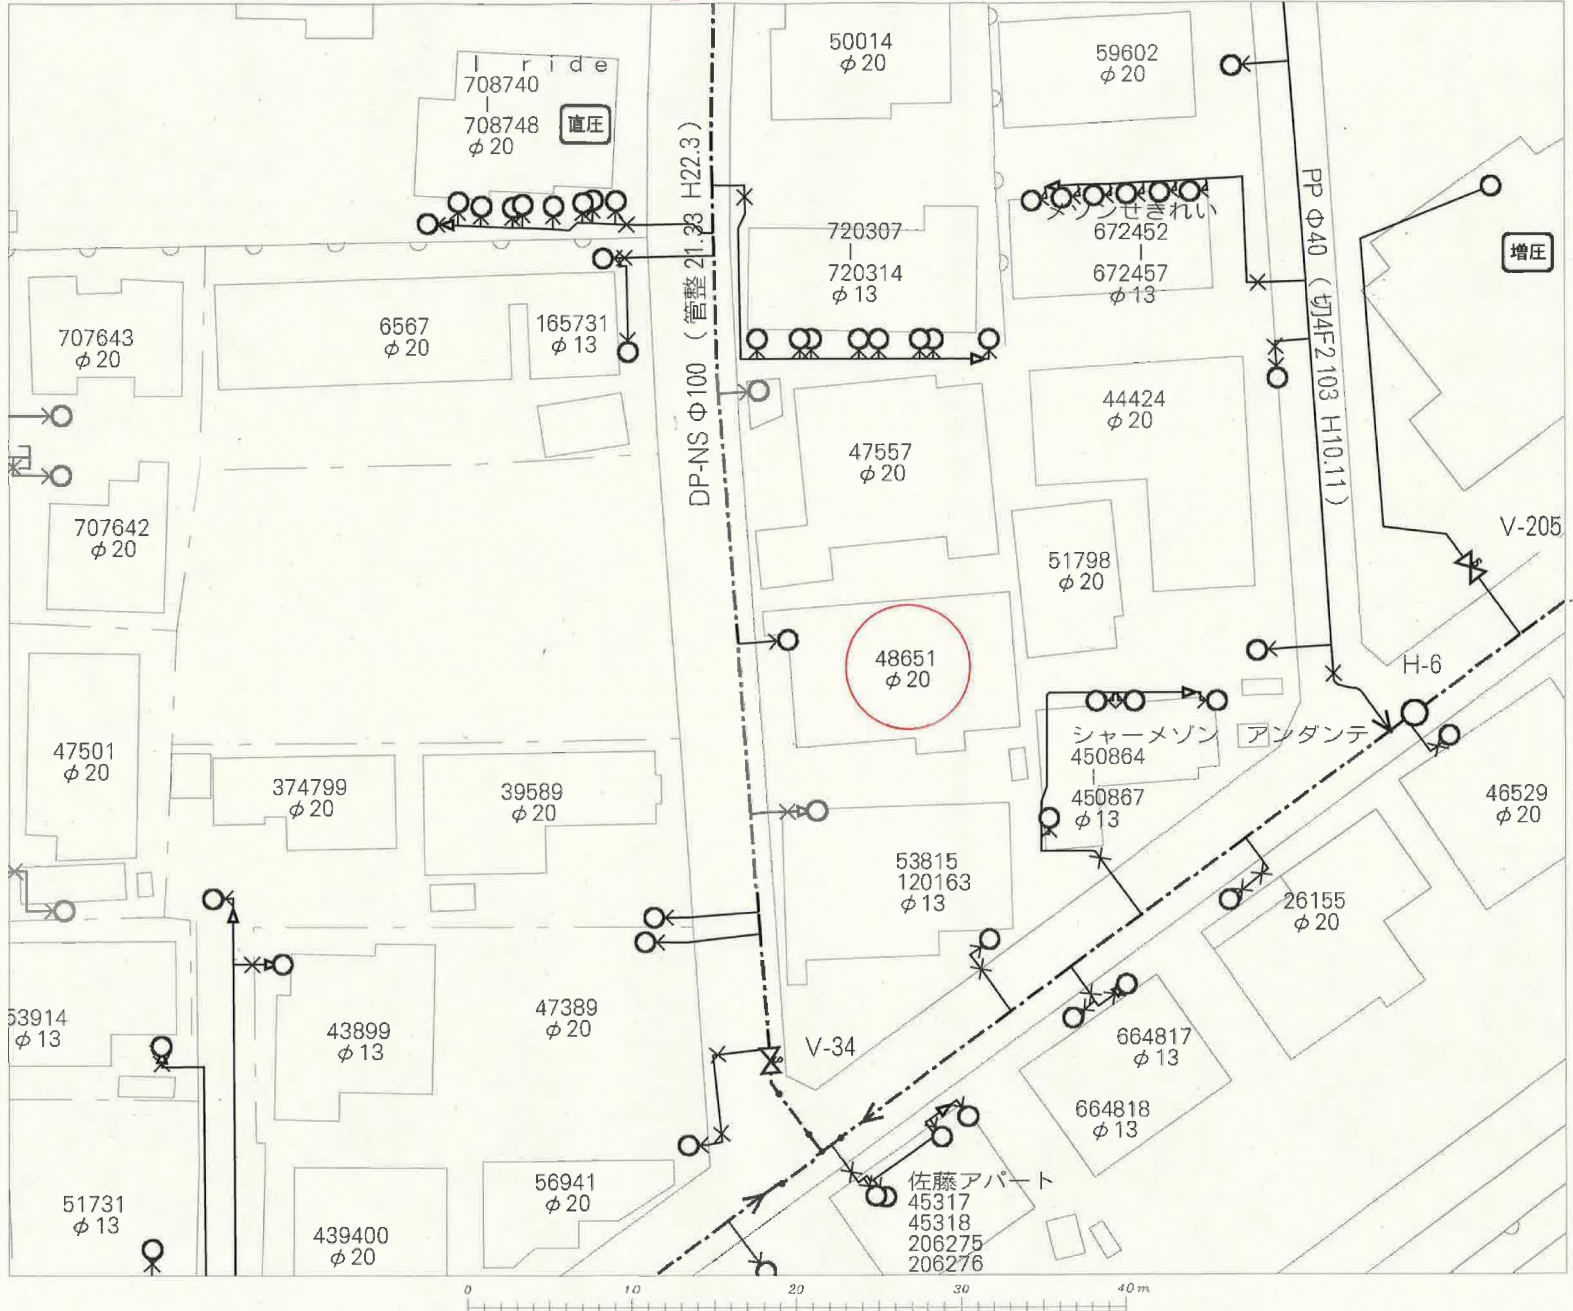 I ride
708740
|
708748
φ20
直圧
50014
φ20
59602
φ20
増圧
メゾンせきれい
672452
|
672457
φ13
720307
|
720314
φ13
PP Φ40 (切4F2 103 H10.11)
DP-NS Φ100 (管整 21.33 H22.3)
707643
φ20
6567
φ20
165731
φ13
44424
φ20
47557
φ20
707642
φ20
51798
φ20
V-205
48651
φ20
H-6
シャーメゾン アンダンテ
450864
|
450867
φ13
47501
φ20
374799
φ20
39589
φ20
46529
φ20
53815
120163
φ13
26155
φ20
53914
φ13
43899
φ13
47389
φ20
V-34
664817
φ13
664818
φ13
佐藤アパート
45317
45318
206275
206276
51731
φ13
439400
φ20
56941
φ20
0 10 20 30 40m